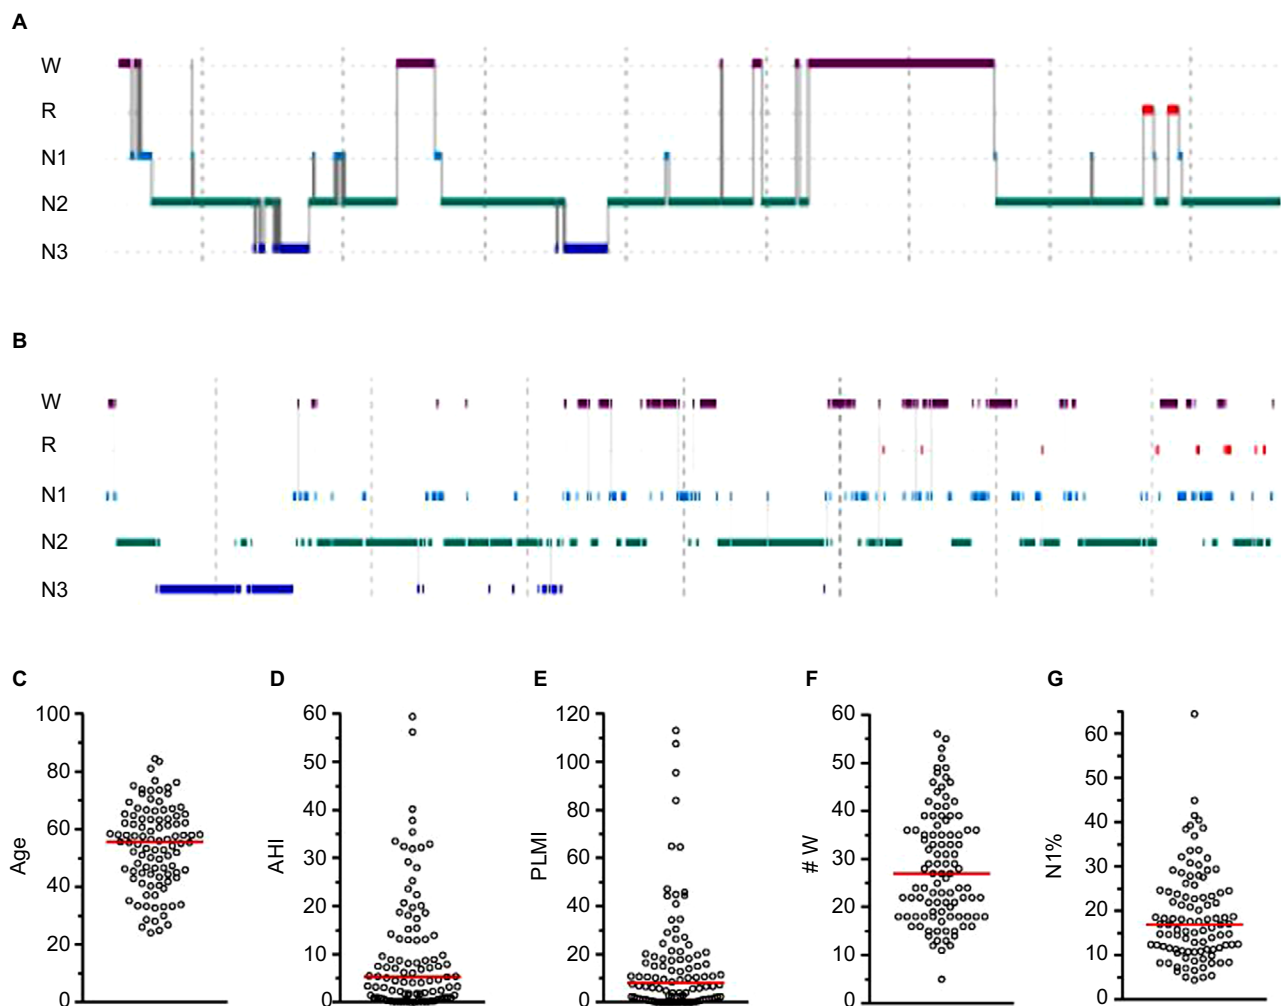 A
W
R
N1
N2
N3
B
W
R
N1
N2
N3
C D E F G
100 60 120 60 60
80 50 100 50 50
60 40 80 40 40
40 30 60 30 30
20 20 40 20 20
0 10 20 10 10
0 0 0 0
Age AHI PLMI # W N1%